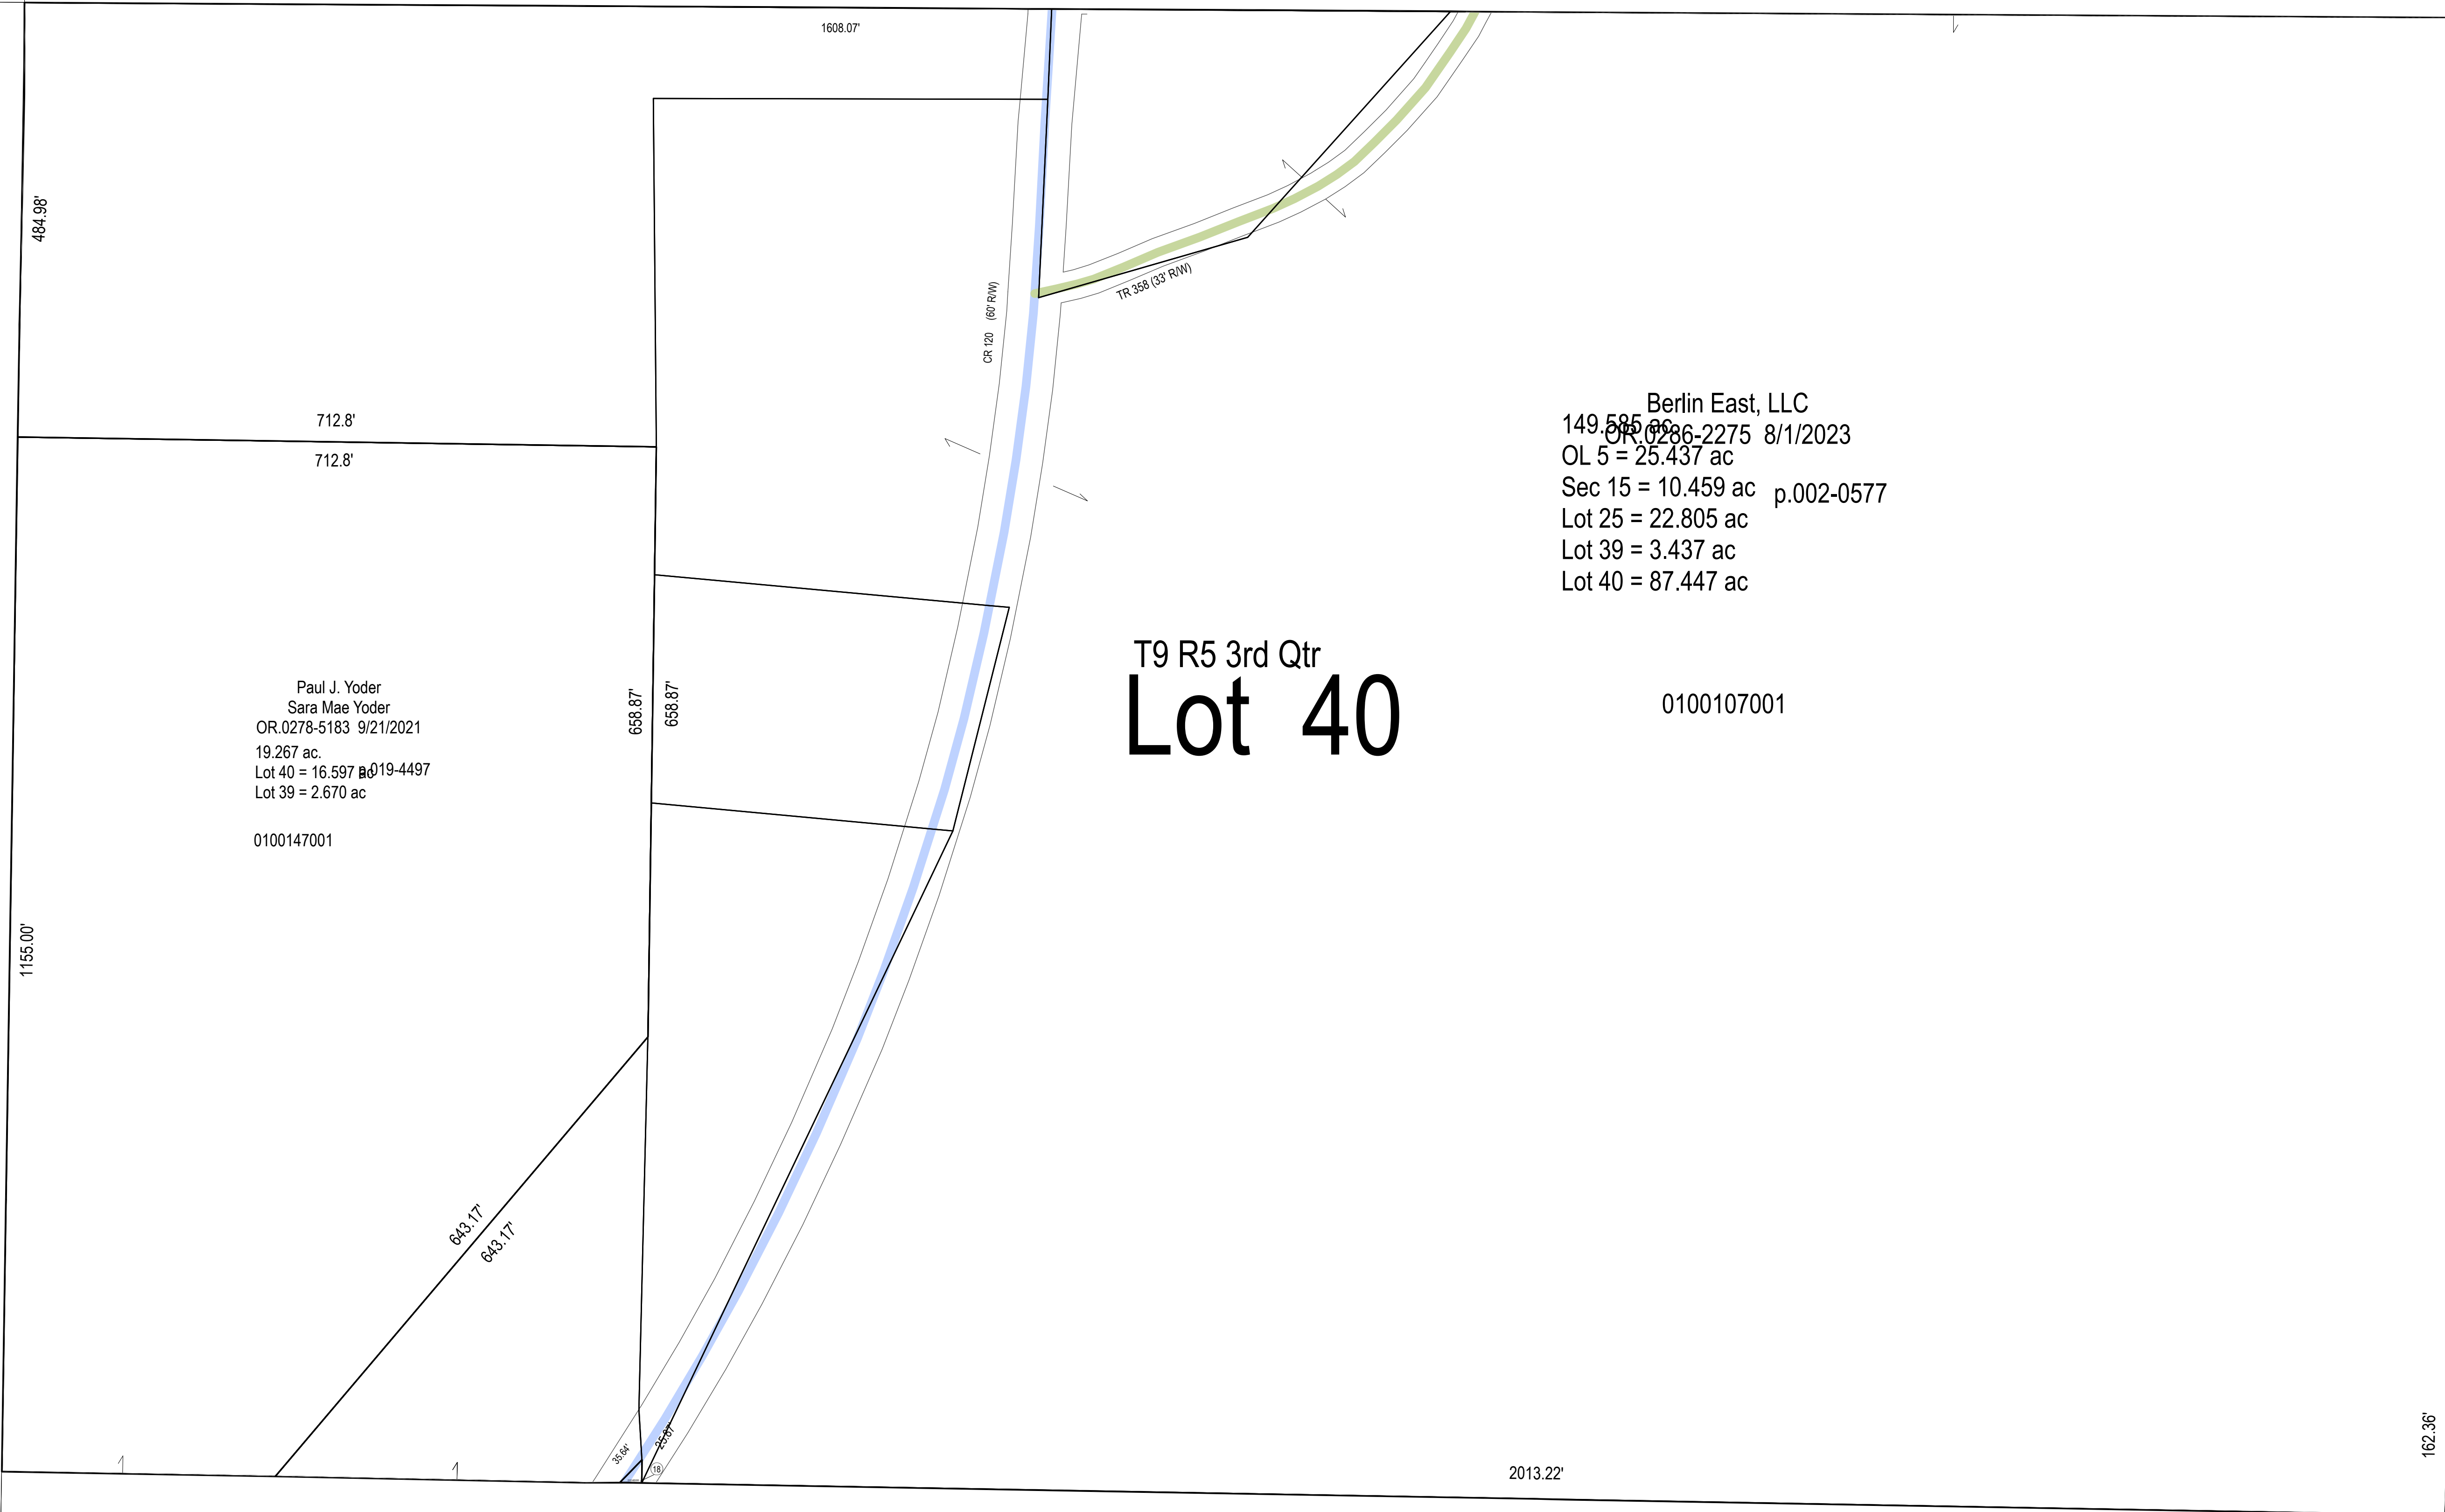 1608.07'
484.98'
712.8'
712.8'
CR 120 (60' R/W)
TR 358 (33' R/W)
Berlin East, LLC
149.585 ac.
OR.0286-2275 8/1/2023
OL 5 = 25.437 ac
Sec 15 = 10.459 ac
p.002-0577
Lot 25 = 22.805 ac
Lot 39 = 3.437 ac
Lot 40 = 87.447 ac
0100107001
T9 R5 3rd Qtr
Lot 40
Paul J. Yoder
Sara Mae Yoder
OR.0278-5183 9/21/2021
19.267 ac.
Lot 40 = 16.597 ac
p.019-4497
Lot 39 = 2.670 ac
0100147001
658.87'
658.87'
1155.00'
643.17'
643.17'
35.64'
25.87'
18
2013.22'
162.36'